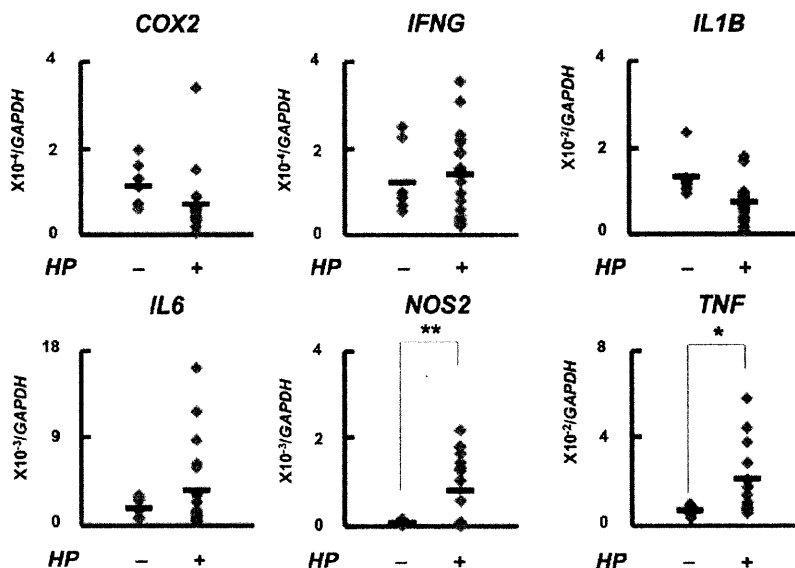 COX2
4
2
0
X10⁻⁴/GAPDH
HP − +
IFNG
4
2
0
X10⁻⁴/GAPDH
HP − +
IL1B
4
2
0
X10⁻²/GAPDH
HP − +
IL6
18
9
0
X10⁻³/GAPDH
HP − +
NOS2
**
4
2
0
X10⁻³/GAPDH
HP − +
TNF
*
8
4
0
X10⁻²/GAPDH
HP − +